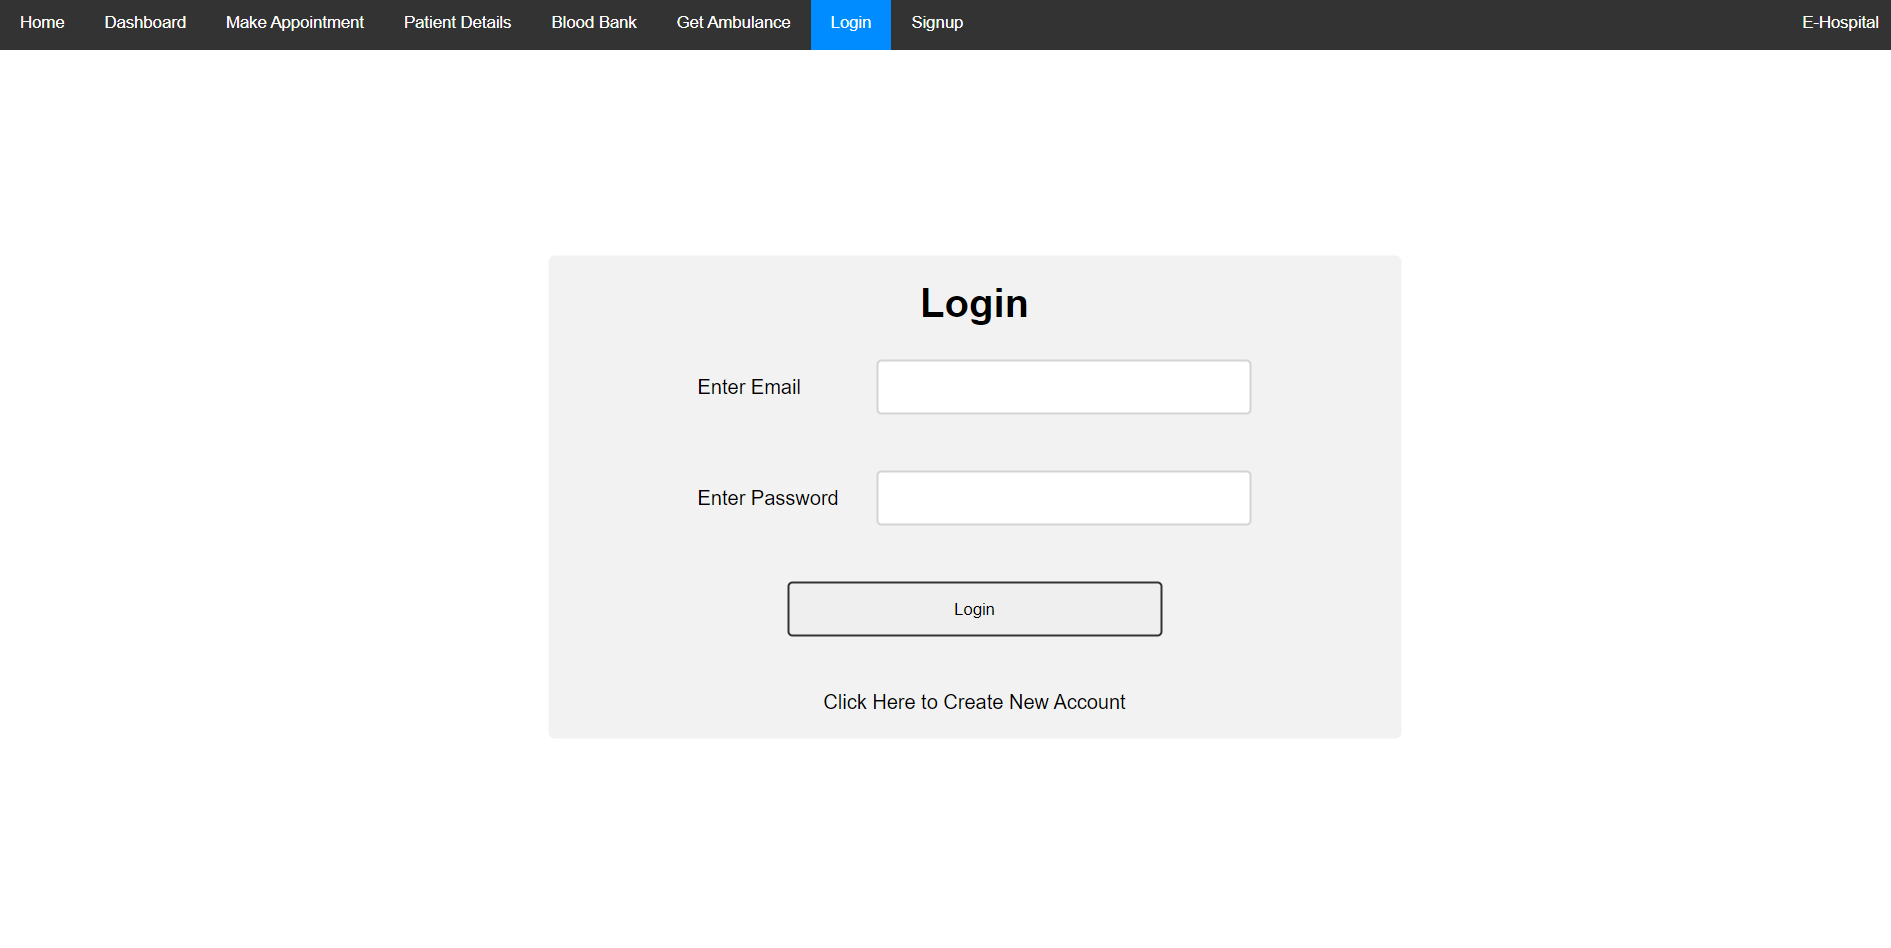 Home Dashboard Make Appointment Patient Details Blood Bank Get Ambulance Login Signup E-Hospital
Login
Enter Email
Enter Password
Login
Click Here to Create New Account